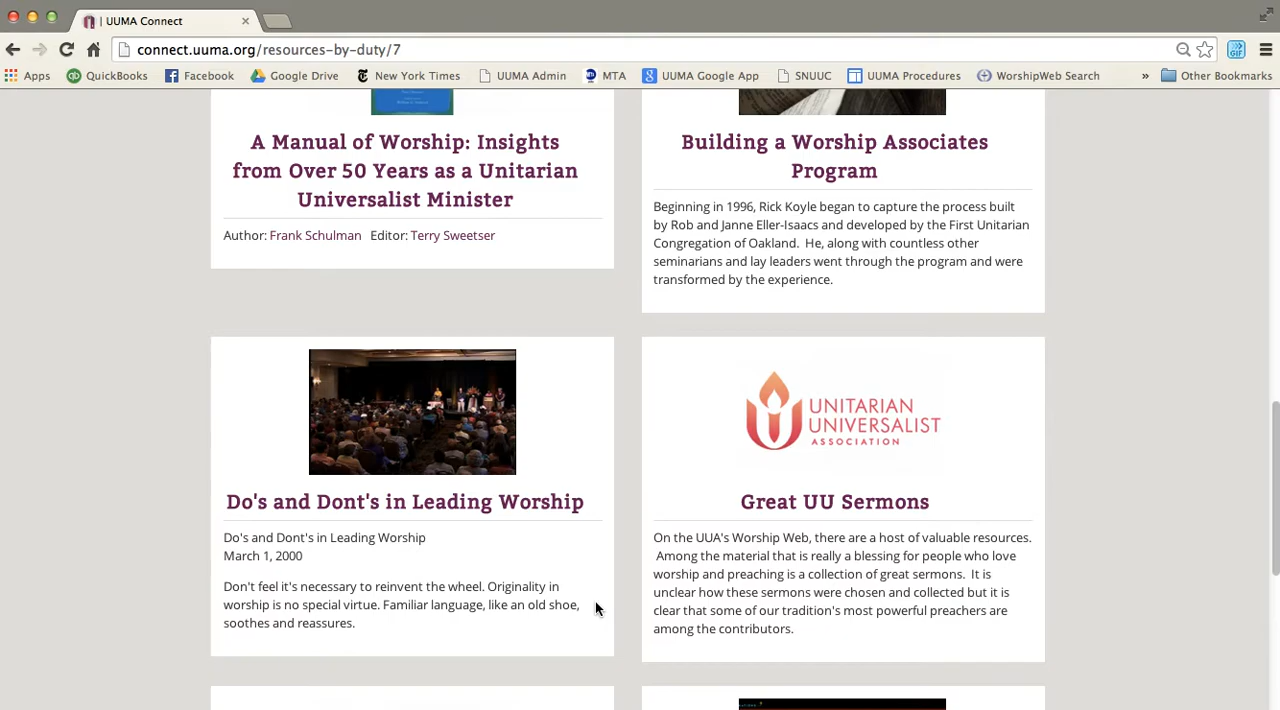 | UUMA Connect
connect.uuma.org/resources-by-duty/7
GIF
Apps
QuickBooks
Facebook
Google Drive
New York Times
UUMA Admin
MTA
UUMA Google App
SNUUC
UUMA Procedures
WorshipWeb Search
»
Other Bookmarks
A Manual of Worship: Insights
from Over 50 Years as a Unitarian
Universalist Minister
Author: Frank Schulman Editor: Terry Sweetser
Building a Worship Associates
Program
Beginning in 1996, Rick Koyle began to capture the process built
by Rob and Janne Eller-Isaacs and developed by the First Unitarian
Congregation of Oakland. He, along with countless other
seminarians and lay leaders went through the program and were
transformed by the experience.
Do's and Dont's in Leading Worship
Do's and Dont's in Leading Worship
March 1, 2000
Don't feel it's necessary to reinvent the wheel. Originality in
worship is no special virtue. Familiar language, like an old shoe,
soothes and reassures.
UNITARIAN
UNIVERSALIST
ASSOCIATION
Great UU Sermons
On the UUA's Worship Web, there are a host of valuable resources.
Among the material that is really a blessing for people who love
worship and preaching is a collection of great sermons. It is
unclear how these sermons were chosen and collected but it is
clear that some of our tradition's most powerful preachers are
among the contributors.